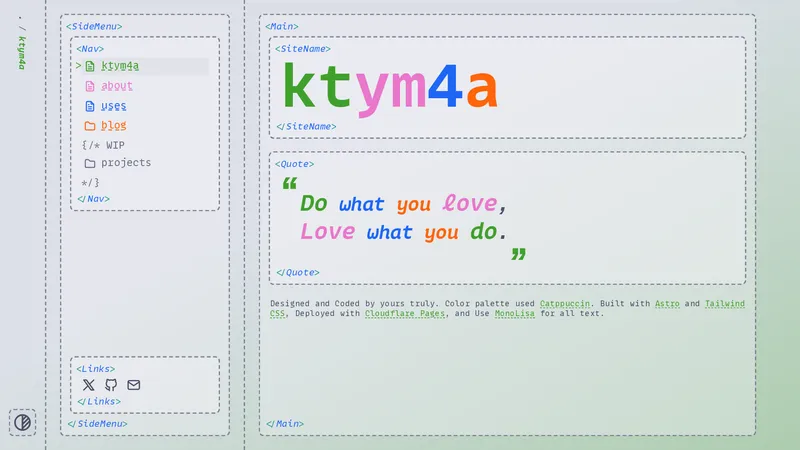 . / ktym4a
<SideMenu>
<Nav>
> ktym4a
about
uses
blog
{/* WIP
projects
*/}
</Nav>
<Links>
</Links>
</SideMenu>
<Main>
<SiteName>
ktym4a
</SiteName>
<Quote>
“
Do what you love,
Love what you do.
”
</Quote>
Designed and Coded by yours truly. Color palette used Catppuccin. Built with Astro and Tailwind
CSS, Deployed with Cloudflare Pages, and Use MonoLisa for all text.
</Main>